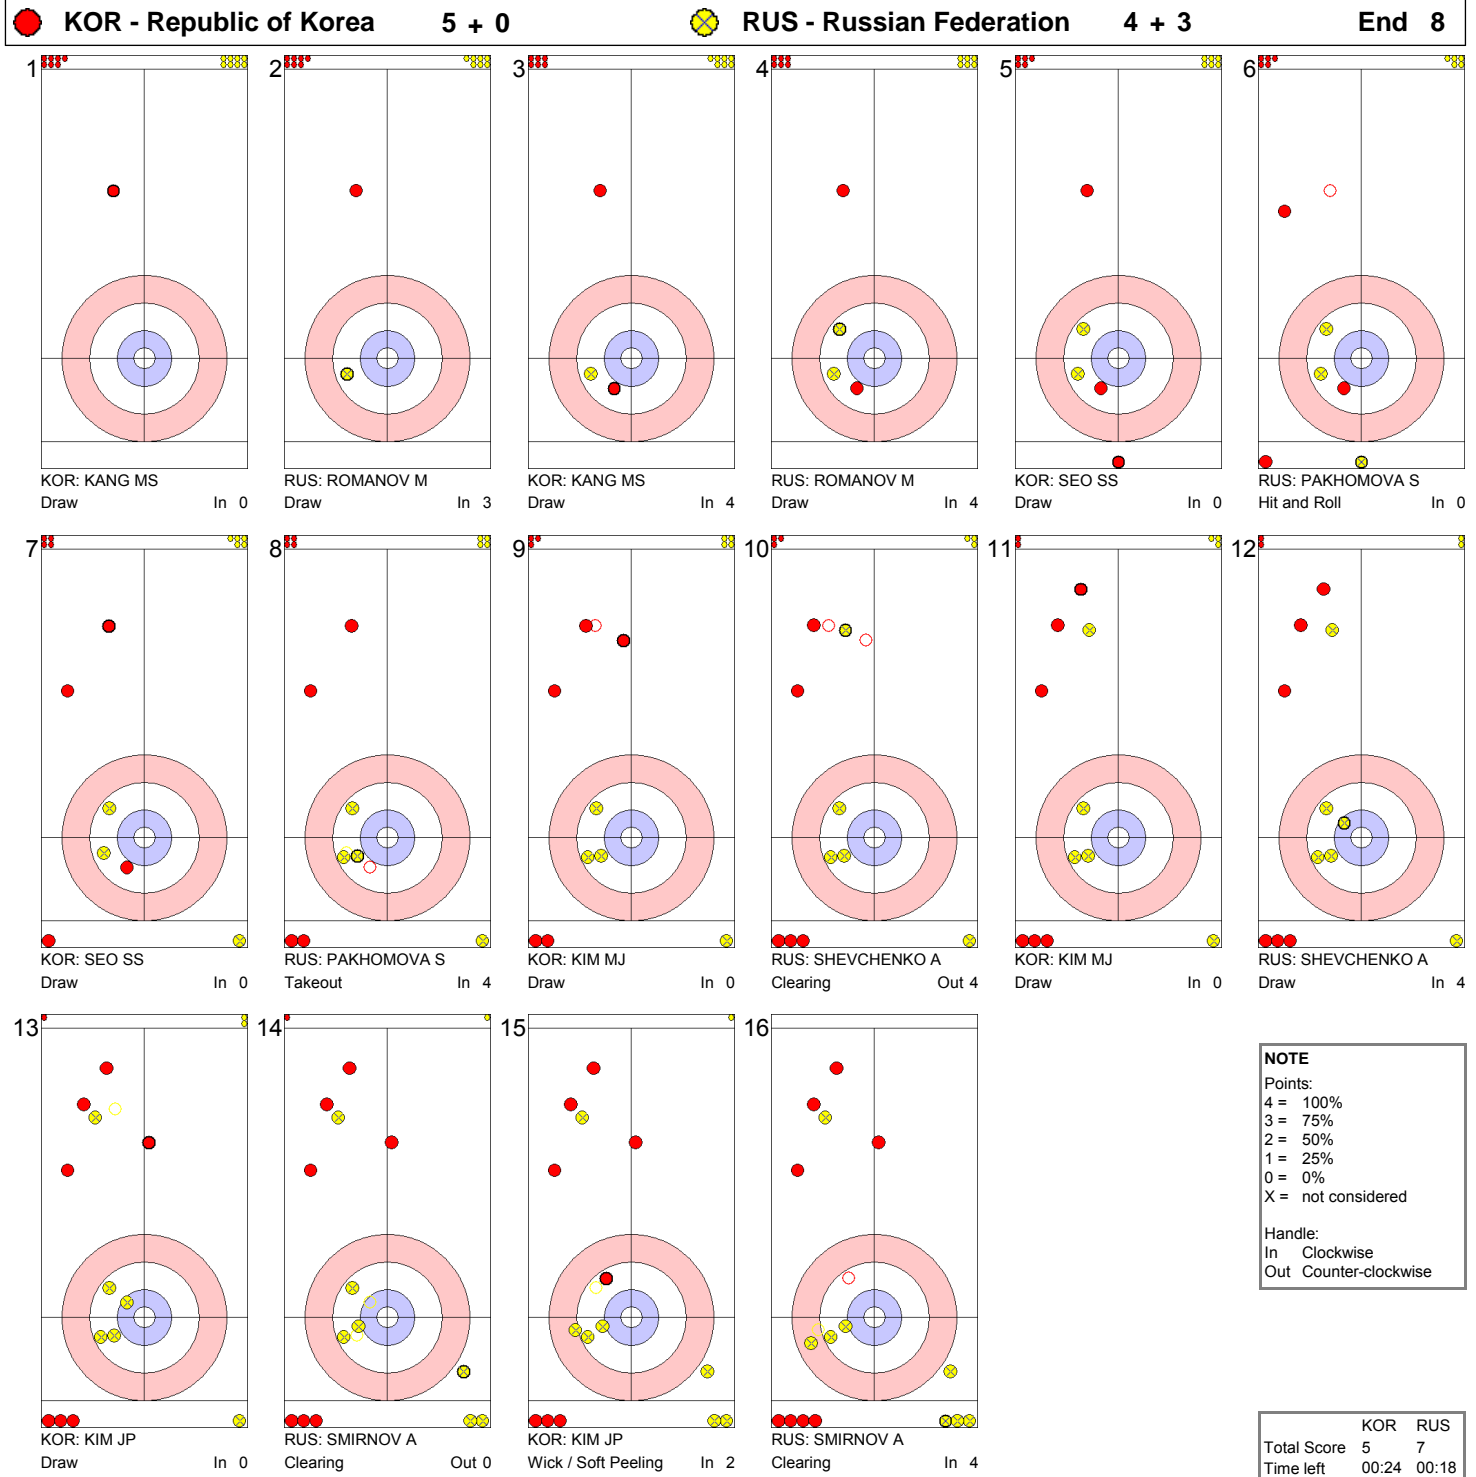 KOR - Republic of Korea 5 + 0 RUS - Russian Federation 4 + 3 End 8
1 2 3 4 5 6
KOR: KANG MS RUS: ROMANOV M KOR: KANG MS RUS: ROMANOV M KOR: SEO SS RUS: PAKHOMOVA S
Draw In 0 Draw In 3 Draw In 4 Draw In 4 Draw In 0 Hit and Roll In 0
7 8 9 10 11 12
KOR: SEO SS RUS: PAKHOMOVA S KOR: KIM MJ RUS: SHEVCHENKO A KOR: KIM MJ RUS: SHEVCHENKO A
Draw In 0 Takeout In 4 Draw In 0 Clearing Out 4 Draw In 0 Draw In 4
13 14 15 16
KOR: KIM JP RUS: SMIRNOV A KOR: KIM JP RUS: SMIRNOV A
Draw In 0 Clearing Out 0 Wick / Soft Peeling In 2 Clearing In 4
NOTE
Points:
4 = 100%
3 = 75%
2 = 50%
1 = 25%
0 = 0%
X = not considered
Handle:
In Clockwise
Out Counter-clockwise
KOR RUS
Total Score 5 7
Time left 00:24 00:18